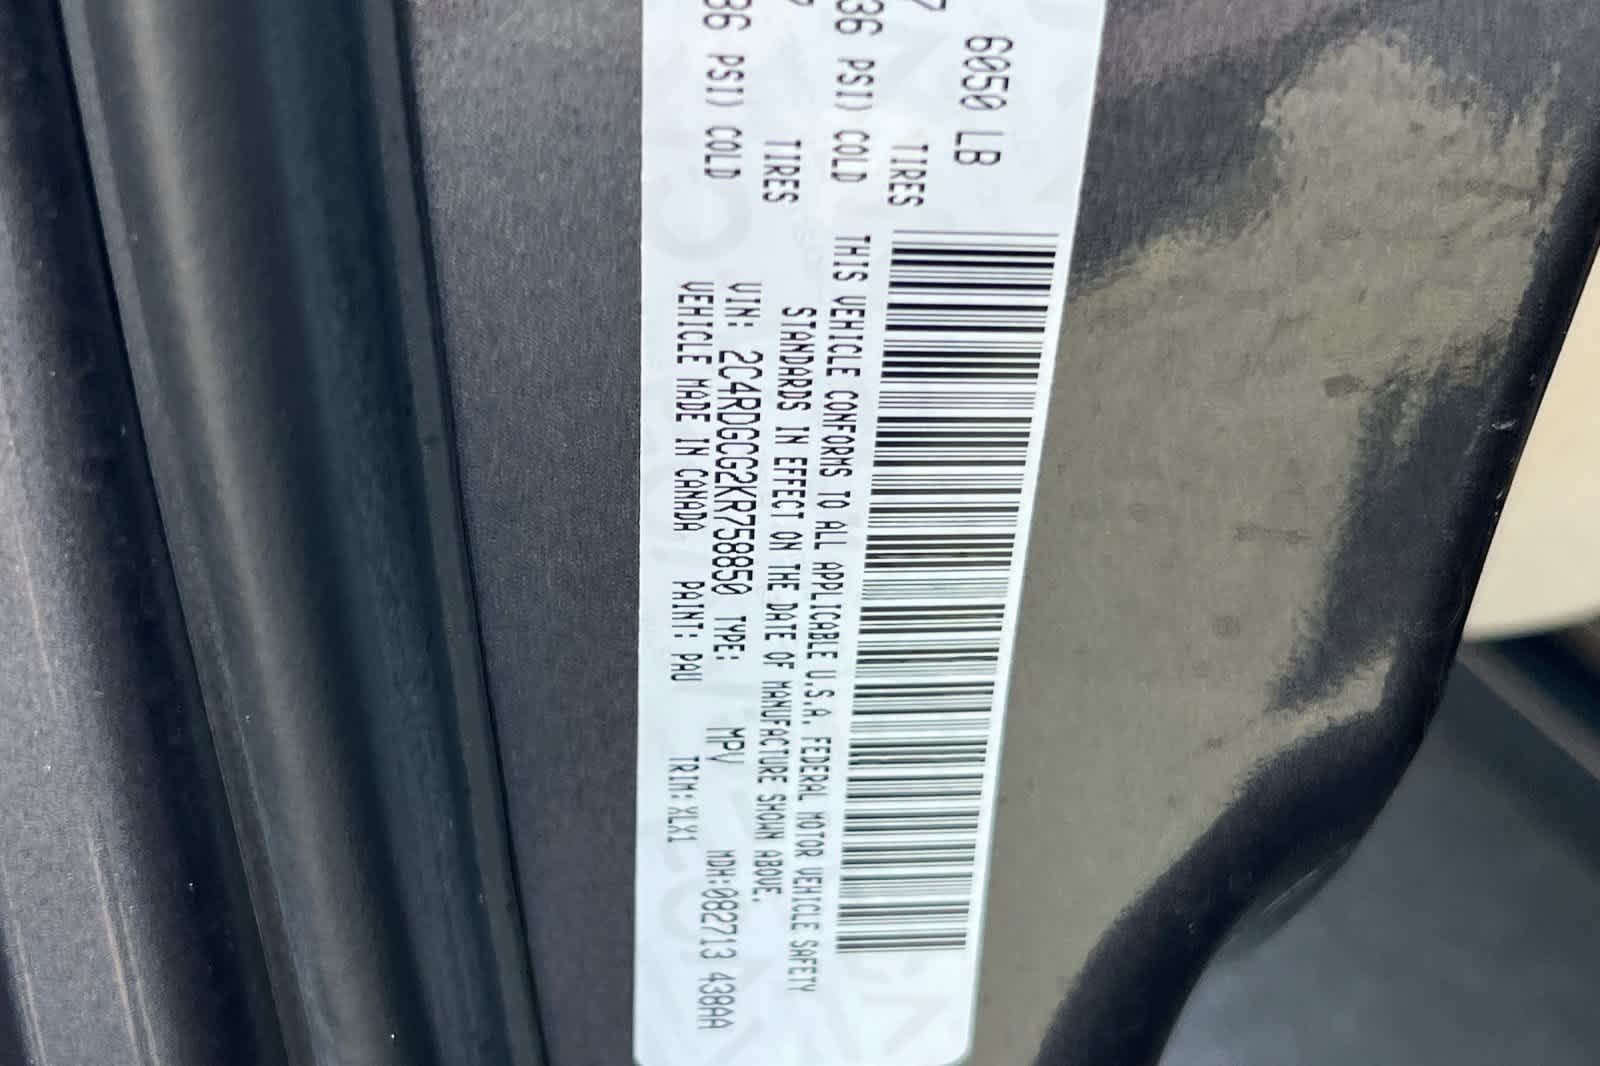 6050 LB
TIRES
36 PSI) COLD
TIRES
36 PSI) COLD
THIS VEHICLE CONFORMS TO ALL APPLICABLE U.S.A. FEDERAL MOTOR VEHICLE SAFETY
STANDARDS IN EFFECT ON THE DATE OF MANUFACTURE SHOWN ABOVE.
VIN: 2C4RDGCG2KR758850 TYPE: MPV MDH:082713 438AA
VEHICLE MADE IN CANADA PAINT: PAU TRIM: XLX1